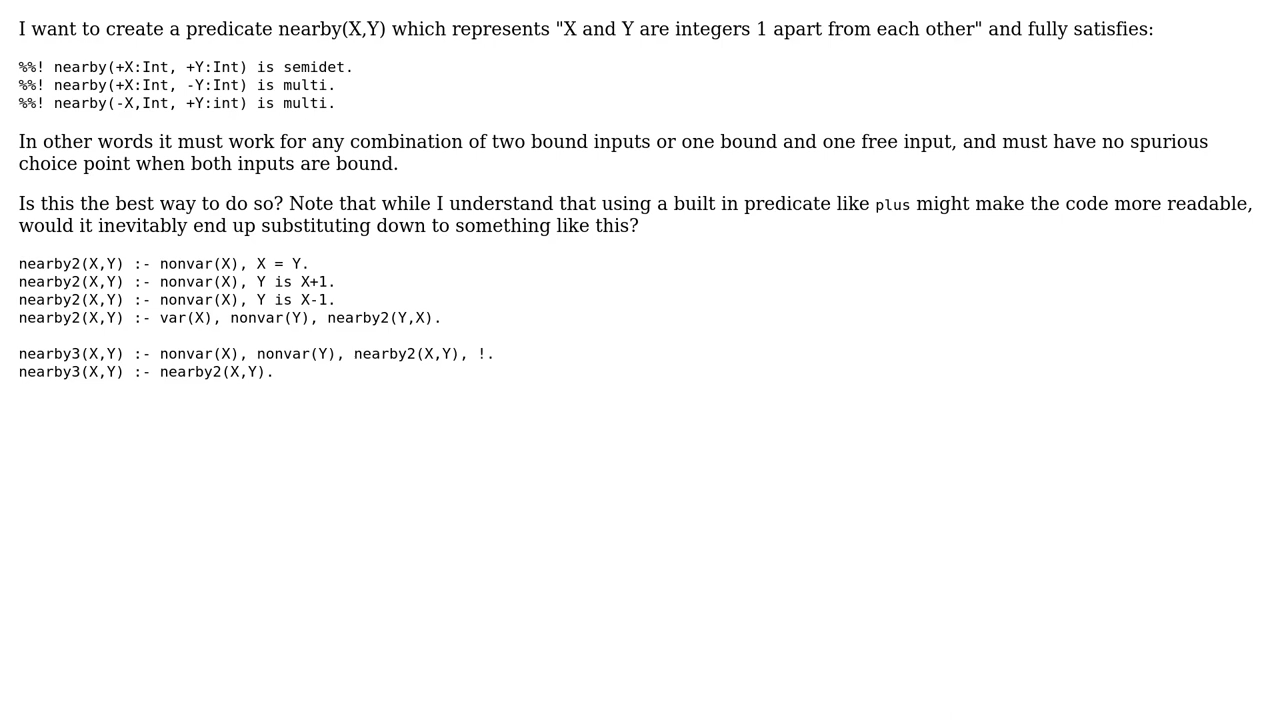 I want to create a predicate nearby(X,Y) which represents "X and Y are integers 1 apart from each other" and fully satisfies:
%%! nearby(+X:Int, +Y:Int) is semidet.
%%! nearby(+X:Int, -Y:Int) is multi.
%%! nearby(-X,Int, +Y:int) is multi.
In other words it must work for any combination of two bound inputs or one bound and one free input, and must have no spurious
choice point when both inputs are bound.
Is this the best way to do so? Note that while I understand that using a built in predicate like plus might make the code more readable,
would it inevitably end up substituting down to something like this?
nearby2(X,Y) :- nonvar(X), X = Y.
nearby2(X,Y) :- nonvar(X), Y is X+1.
nearby2(X,Y) :- nonvar(X), Y is X-1.
nearby2(X,Y) :- var(X), nonvar(Y), nearby2(Y,X).
nearby3(X,Y) :- nonvar(X), nonvar(Y), nearby2(X,Y), !.
nearby3(X,Y) :- nearby2(X,Y).